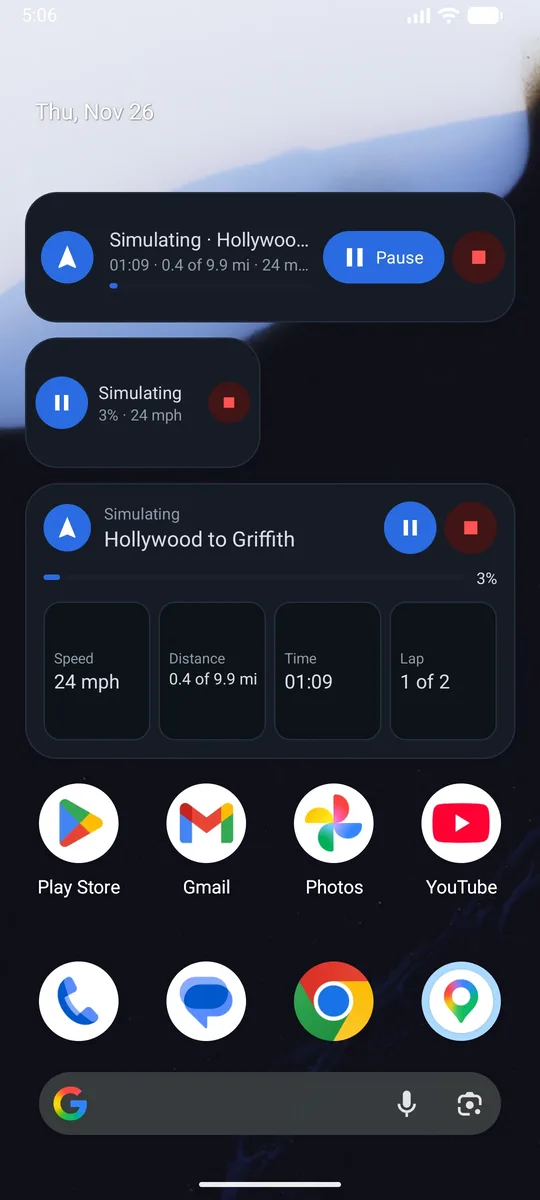 5:06
Thu, Nov 26
Simulating · Hollywoo...
01:09 · 0.4 of 9.9 mi · 24 m...
Pause
Simulating
3% · 24 mph
Simulating
Hollywood to Griffith
3%
Speed
24 mph
Distance
0.4 of 9.9 mi
Time
01:09
Lap
1 of 2
Play Store
Gmail
Photos
YouTube